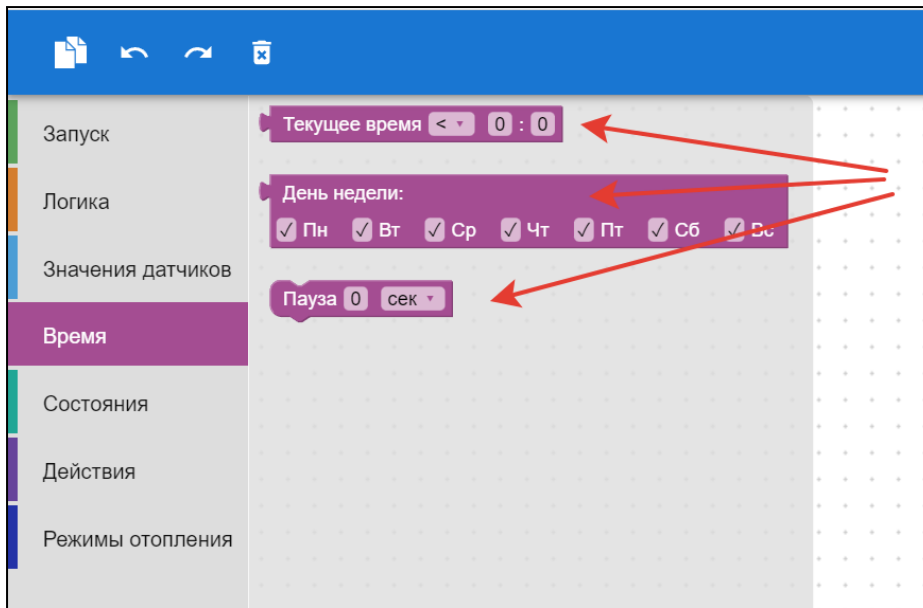 Запуск
Логика
Значения датчиков
Время
Состояния
Действия
Режимы отопления
Текущее время < 0 : 0
День недели:
Пн Вт Ср Чт Пт Сб Вс
Пауза 0 сек